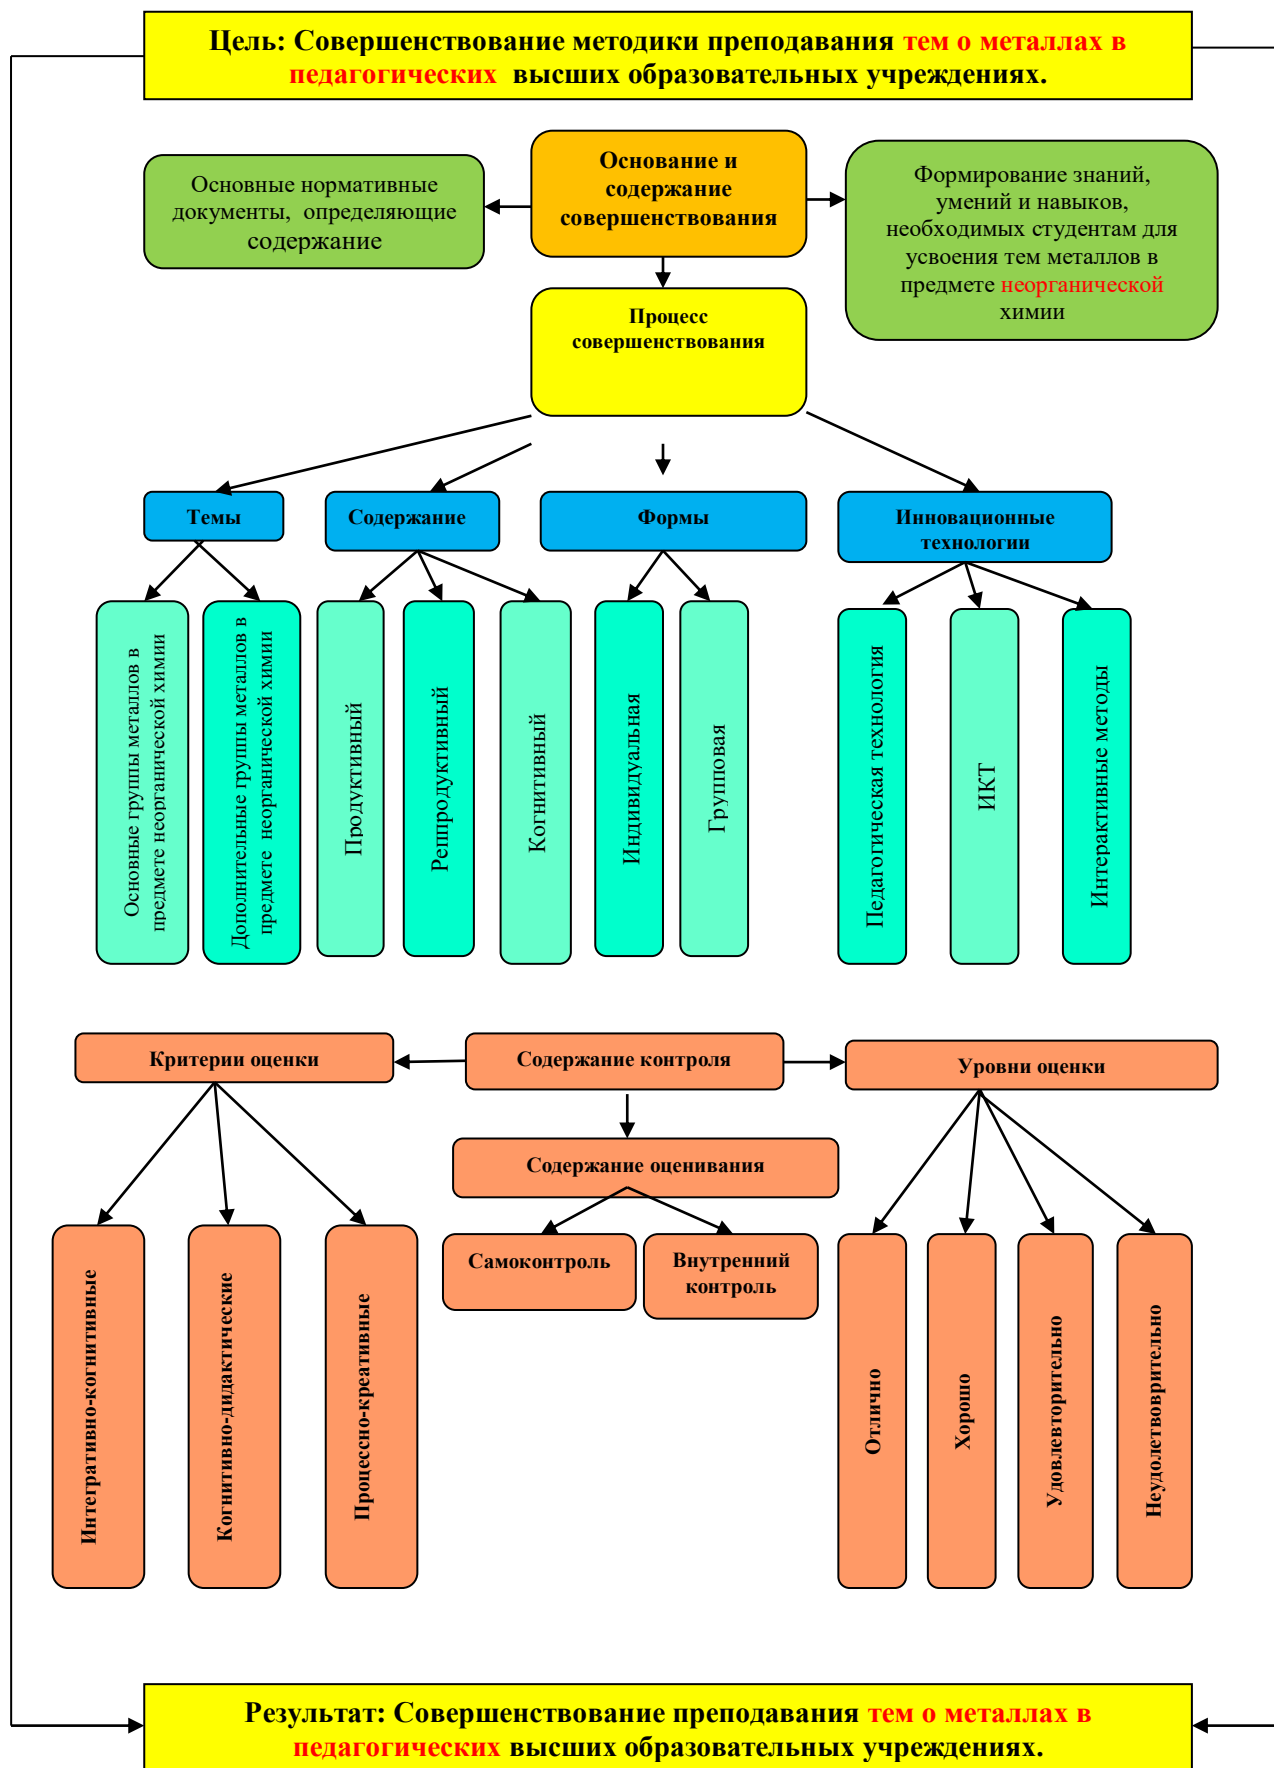 Цель: Совершенствование методики преподавания тем о металлах в
педагогических высших образовательных учреждениях.
Основные нормативные
документы, определяющие
содержание
Основание и
содержание
совершенствования
Формирование знаний,
умений и навыков,
необходимых студентам для
усвоения тем металлов в
предмете неорганической
химии
Процесс
совершенствования
Темы
Содержание
Формы
Инновационные
технологии
Основные группы металлов в
предмете неорганической химии
Дополнительные группы металлов в
предмете неорганической химии
Продуктивный
Реппродуктивный
Когнитивный
Индивидуальная
Групповая
Педагогическая технология
ИКТ
Интерактивные методы
Критерии оценки
Содержание контроля
Уровни оценки
Содержание оценивания
Самоконтроль
Внутренний
контроль
Интегративно-когнитивные
Когнитивно-дидактические
Процессно-креативные
Отлично
Хорошо
Удовлевторительно
Неудолетвоврительно
Результат: Совершенствование преподавания тем о металлах в
педагогических высших образовательных учреждениях.